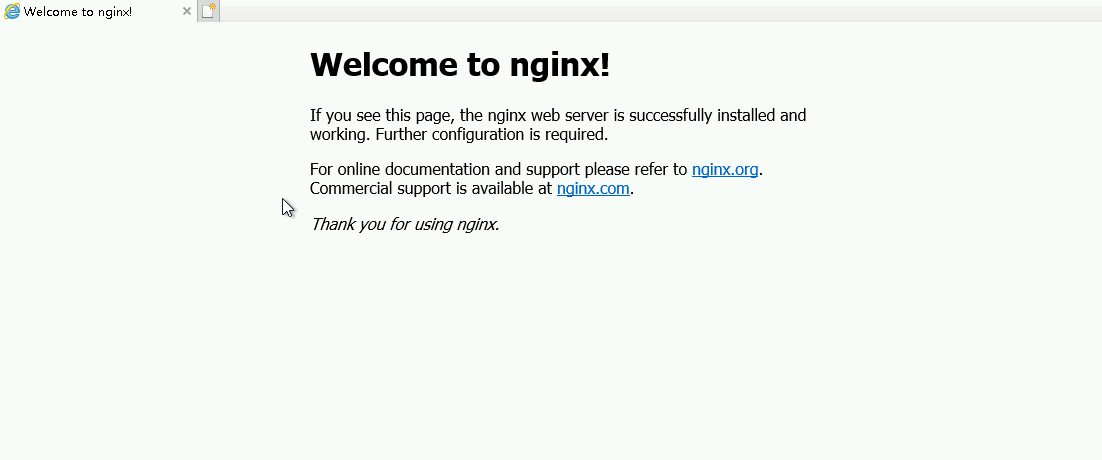 Welcome to nginx!
Welcome to nginx!
If you see this page, the nginx web server is successfully installed and
working. Further configuration is required.
For online documentation and support please refer to nginx.org.
Commercial support is available at nginx.com.
Thank you for using nginx.